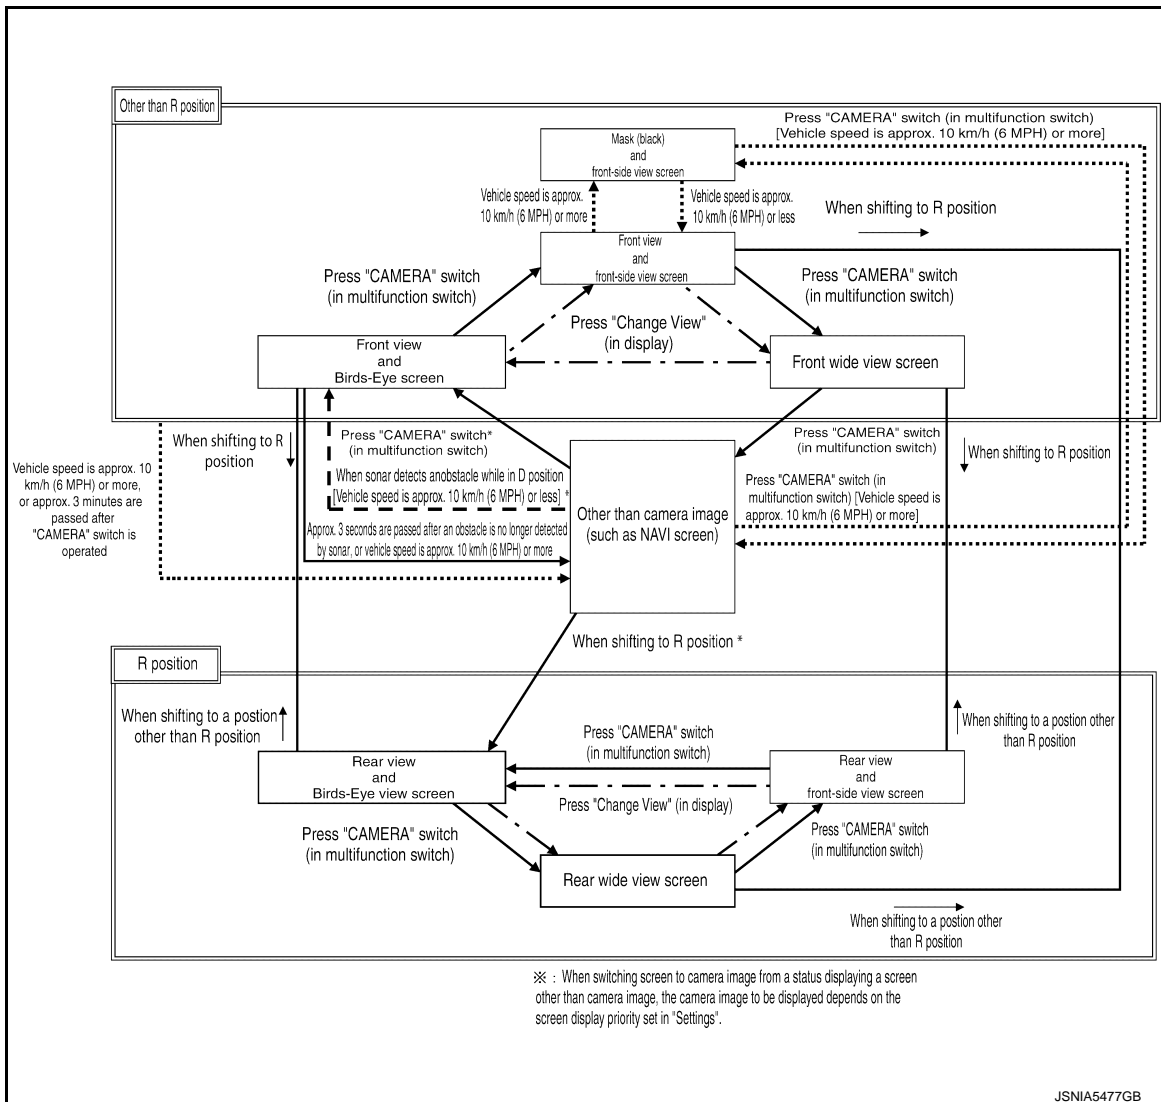 Other than R position
Press "CAMERA" switch (in multifunction switch)
[Vehicle speed is approx. 10 km/h (6 MPH) or more]
Mask (black)
and
front-side view screen
Vehicle speed is approx.
10 km/h (6 MPH) or more
Vehicle speed is approx.
10 km/h (6 MPH) or less
When shifting to R position
Front view
and
front-side view screen
Press "CAMERA" switch
(in multifunction switch)
Press "CAMERA" switch
(in multifunction switch)
Press "Change View"
(in display)
Front view
and
Birds-Eye screen
Front wide view screen
When shifting to R
position
Press "CAMERA" switch*
(in multifunction switch)
Press "CAMERA" switch
(in multifunction switch)
When shifting to R position
Vehicle speed is approx. 10
km/h (6 MPH) or more,
or approx. 3 minutes are
passed after
"CAMERA" switch is
operated
When sonar detects anobstacle while in D position
[Vehicle speed is approx. 10 km/h (6 MPH) or less] *
Press "CAMERA" switch (in
multifunction switch) [Vehicle speed is
approx. 10 km/h (6 MPH) or more]
Other than camera image
(such as NAVI screen)
Approx. 3 seconds are passed after an obstacle is no longer detected
by sonar, or vehicle speed is approx. 10 km/h (6 MPH) or more
When shifting to R position *
R position
When shifting to a postion
other than R position
Press "CAMERA" switch
(in multifunction switch)
When shifting to a postion other
than R position
Rear view
and
Birds-Eye view screen
Rear view
and
front-side view screen
Press "Change View" (in display)
Press "CAMERA" switch
(in multifunction switch)
Press "CAMERA" switch
(in multifunction switch)
Rear wide view screen
When shifting to a postion other
than R position
※ : When switching screen to camera image from a status displaying a screen
other than camera image, the camera image to be displayed depends on the
screen display priority set in "Settings".
JSNIA5477GB